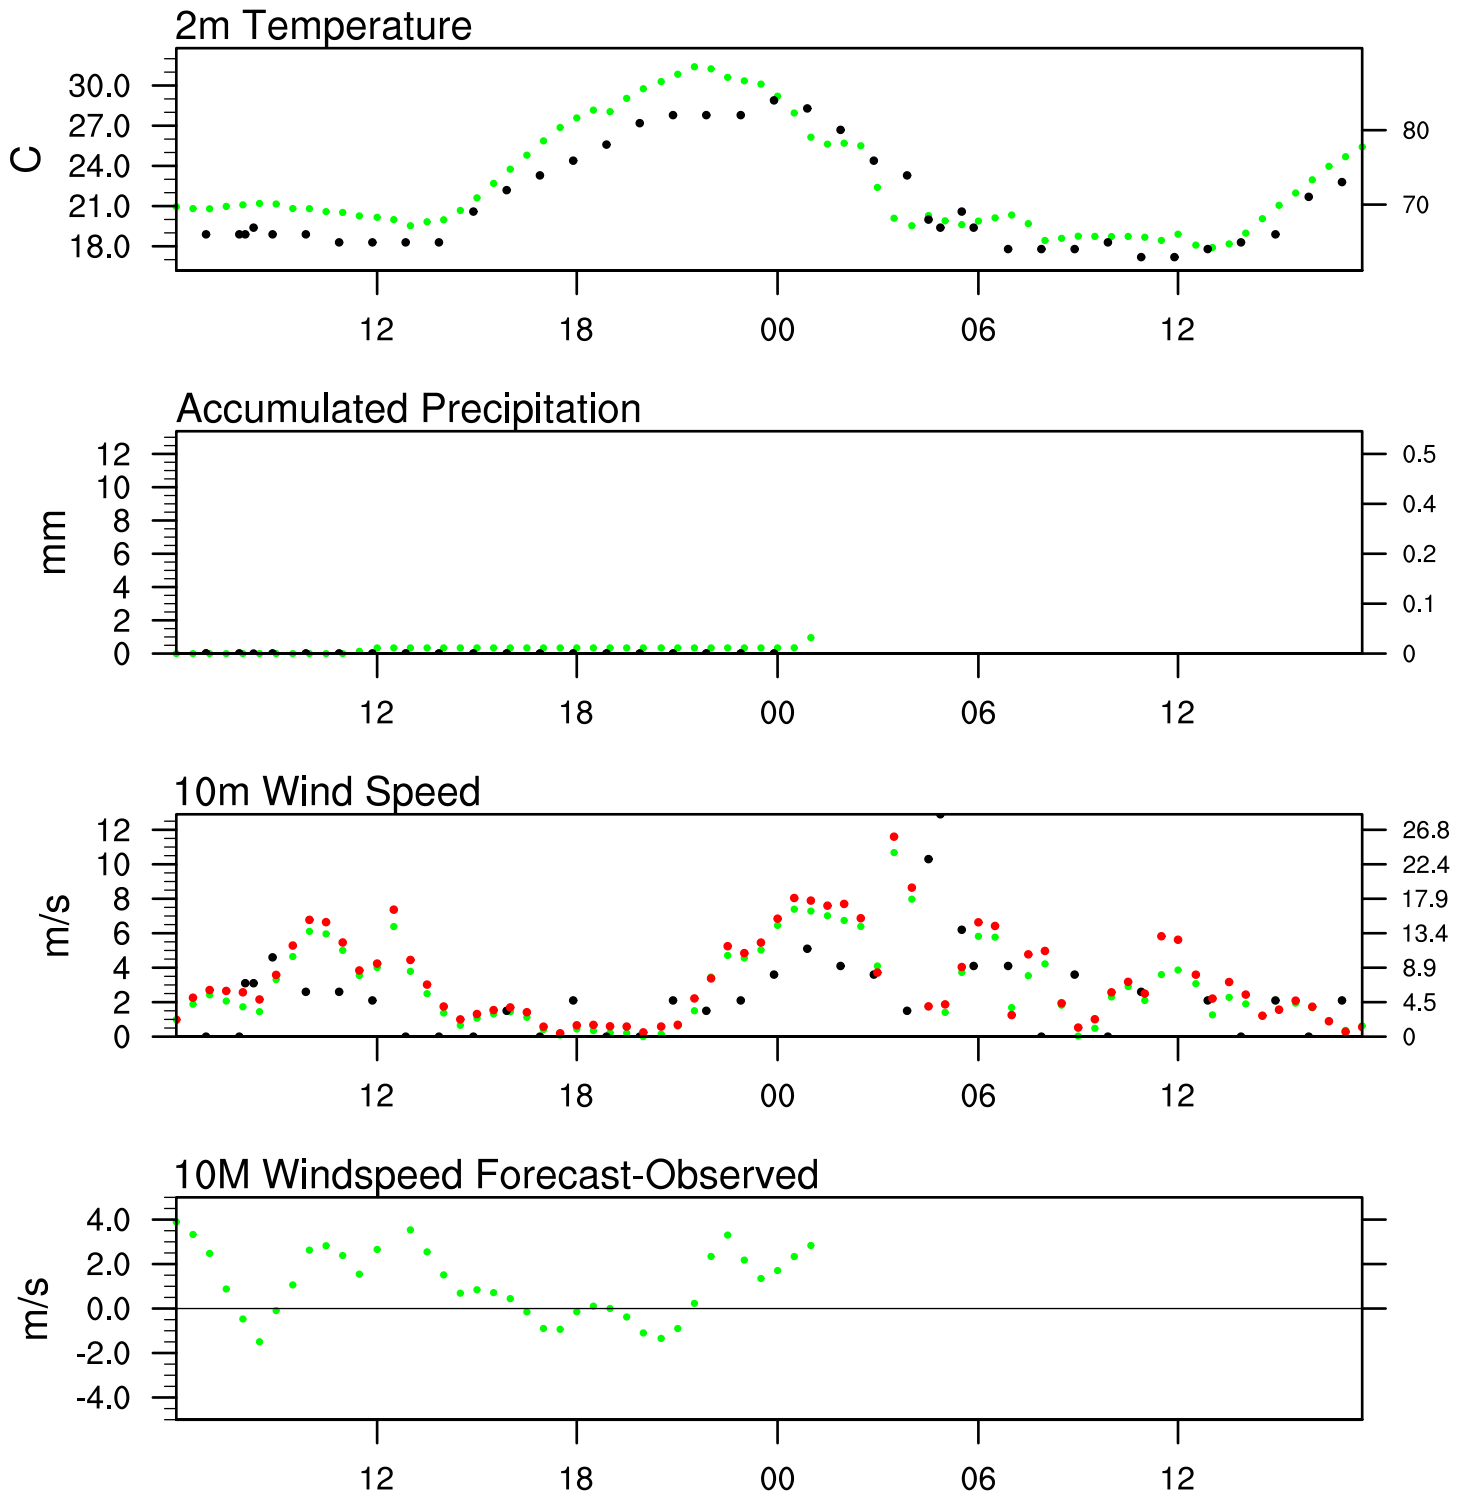 2m Temperature
30.0
27.0
80
24.0
C
21.0
70
18.0
12 18 00 06 12
Accumulated Precipitation
12 0.5
10
8 0.4
mm
6 0.2
4
2 0.1
0 0
12 18 00 06 12
10m Wind Speed
12 26.8
10 22.4
8 17.9
m/s
6 13.4
4 8.9
2 4.5
0 0
12 18 00 06 12
10M Windspeed Forecast-Observed
4.0
2.0
m/s
0.0
-2.0
-4.0
12 18 00 06 12